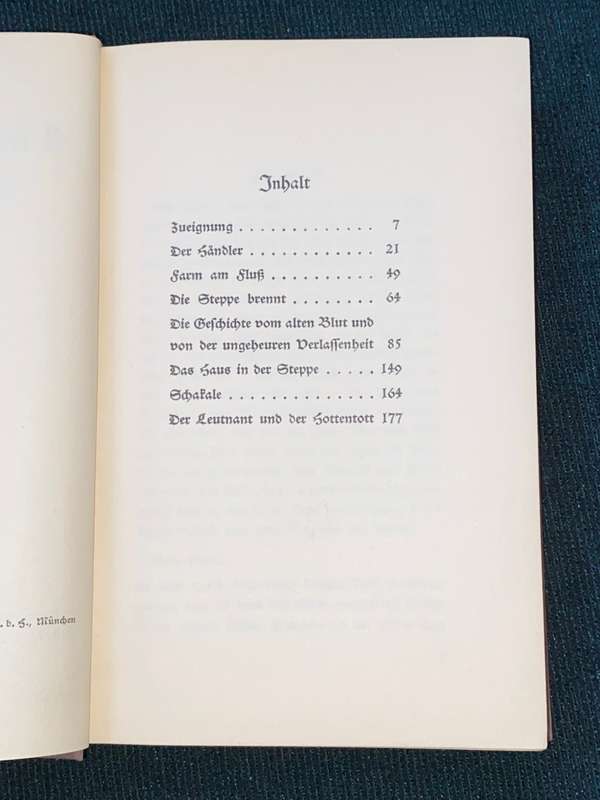 Inhalt
Zueignung . . . . . . . . . . . . . 7
Der Händler . . . . . . . . . . . . 21
Farm am Fluß . . . . . . . . . . 49
Die Steppe brennt . . . . . . . . 64
Die Geschichte vom alten Blut und
von der ungeheuren Verlassenheit 85
Das Haus in der Steppe . . . . . 149
Schakale . . . . . . . . . . . . . . 164
Der Leutnant und der Hottentott 177
. b. H., München